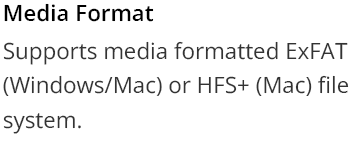 Media Format
Supports media formatted ExFAT
(Windows/Mac) or HFS+ (Mac) file
system.